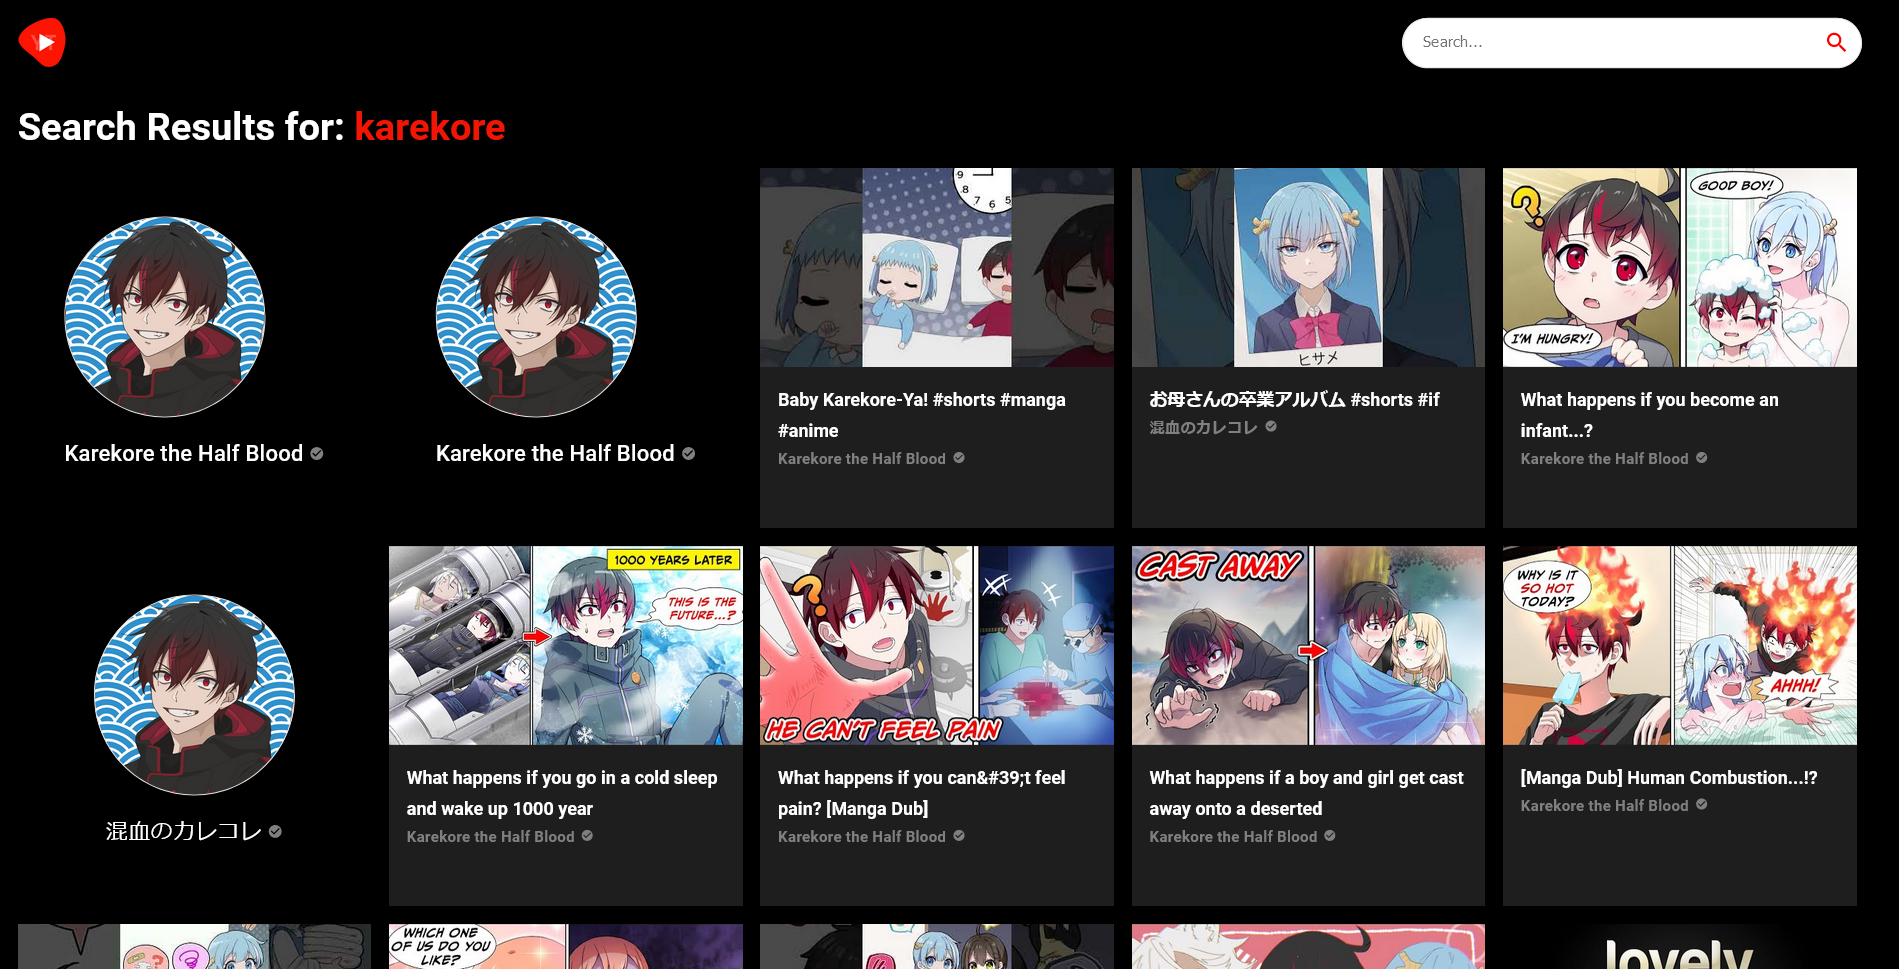 Search...
Search Results for: karekore
Karekore the Half Blood
Karekore the Half Blood
9
8
7 6 5
Baby Karekore-Ya! #shorts #manga
#anime
Karekore the Half Blood
ヒサメ
お母さんの卒業アルバム #shorts #if
混血のカレコレ
?
GOOD BOY!
I'M HUNGRY!
What happens if you become an
infant...?
Karekore the Half Blood
混血のカレコレ
1000 YEARS LATER
THIS IS THE
FUTURE...?
What happens if you go in a cold sleep
and wake up 1000 year
Karekore the Half Blood
?
HE CAN'T FEEL PAIN
What happens if you can&#39;t feel
pain? [Manga Dub]
Karekore the Half Blood
CAST AWAY
What happens if a boy and girl get cast
away onto a deserted
Karekore the Half Blood
WHY IS IT
SO HOT
TODAY?
AHHH!
[Manga Dub] Human Combustion...!?
Karekore the Half Blood
WHICH ONE
OF US DO YOU
LIKE?
lovely